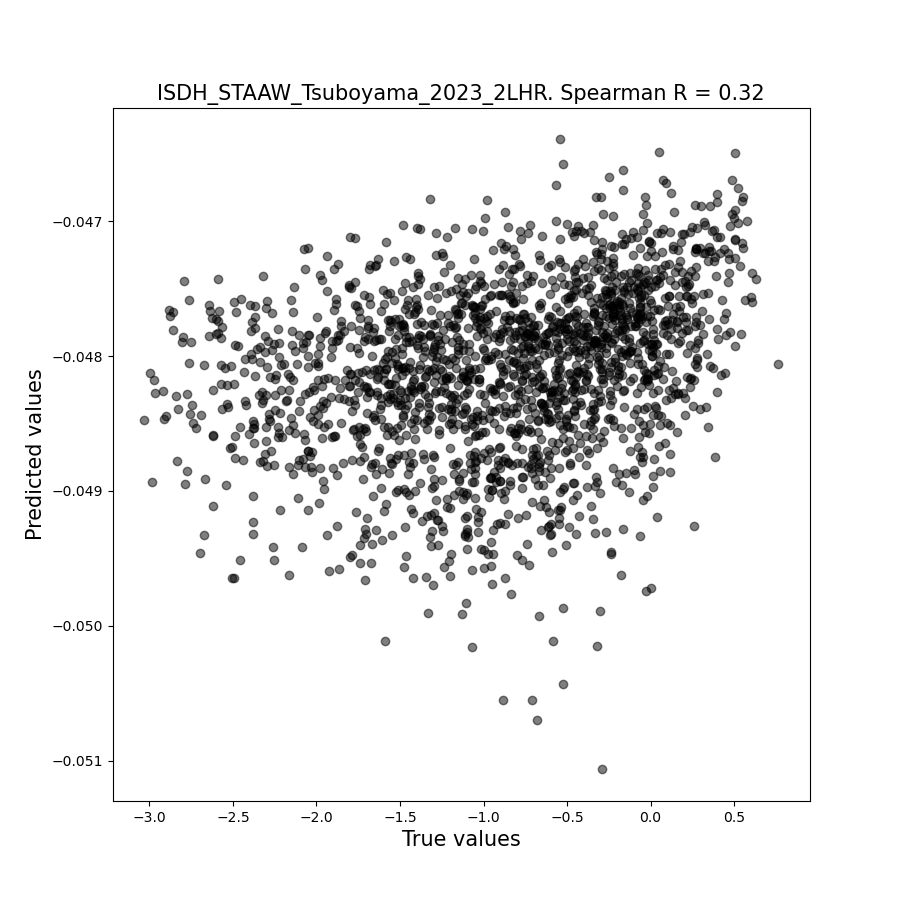 ISDH_STAAW_Tsuboyama_2023_2LHR. Spearman R = 0.32
Predicted values
−0.047
−0.048
−0.049
−0.050
−0.051
−3.0 −2.5 −2.0 −1.5 −1.0 −0.5 0.0 0.5
True values